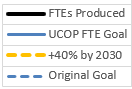 FTEs Produced
UCOP FTE Goal
+40% by 2030
Original Goal